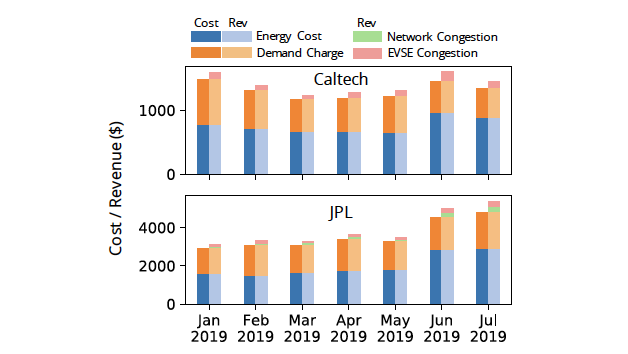 Cost Rev Rev
Energy Cost Network Congestion
Demand Charge EVSE Congestion
Caltech
1000
0
JPL
4000
2000
0
Cost / Revenue ($)
Jan Feb Mar Apr May Jun Jul
2019 2019 2019 2019 2019 2019 2019